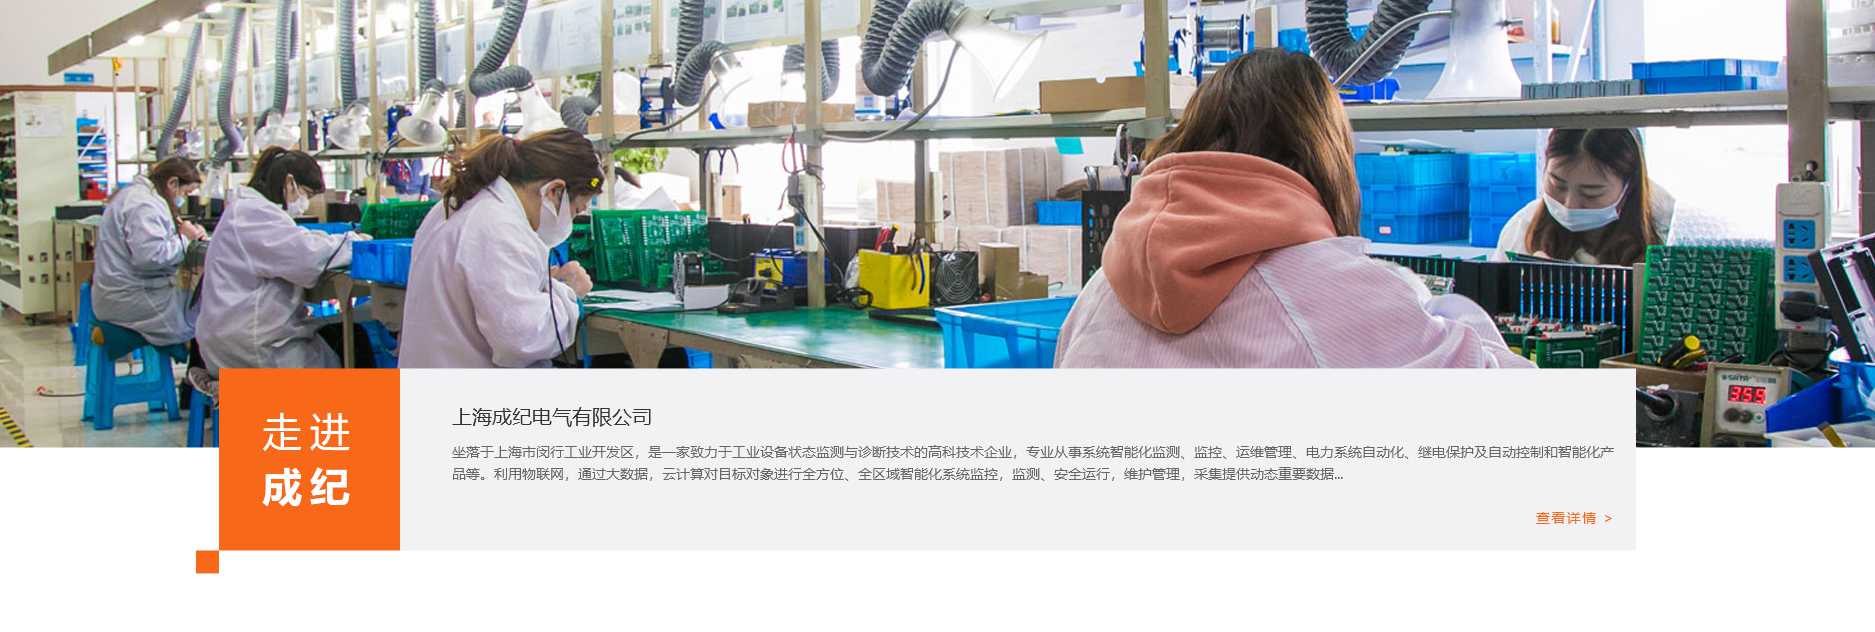 走进
成纪
上海成纪电气有限公司
坐落于上海市闵行工业开发区，是一家致力于工业设备状态监测与诊断技术的高科技术企业，专业从事系统智能化监测、监控、运维管理、电力系统自动化、继电保护及自动控制和智能化产
品等。利用物联网，通过大数据，云计算对目标对象进行全方位、全区域智能化系统监控，监测、安全运行，维护管理，采集提供动态重要数据...
查看详情 >
359